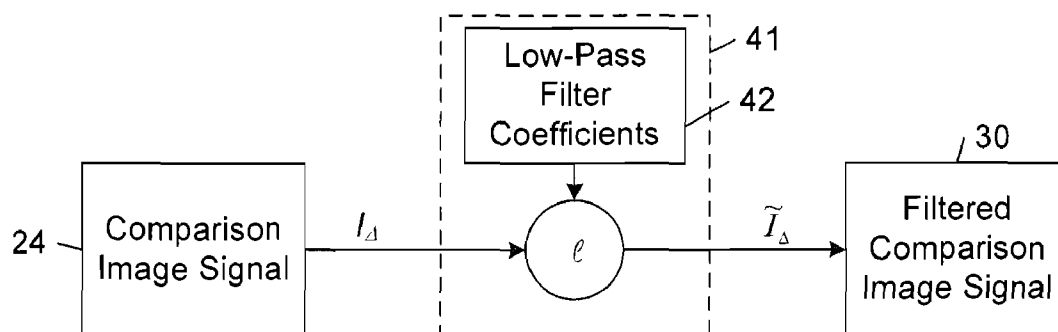 41
Low-Pass
Filter
Coefficients
42
30
24
Comparison
Image Signal
I_Δ
ℓ
Ĩ_Δ
Filtered
Comparison
Image Signal